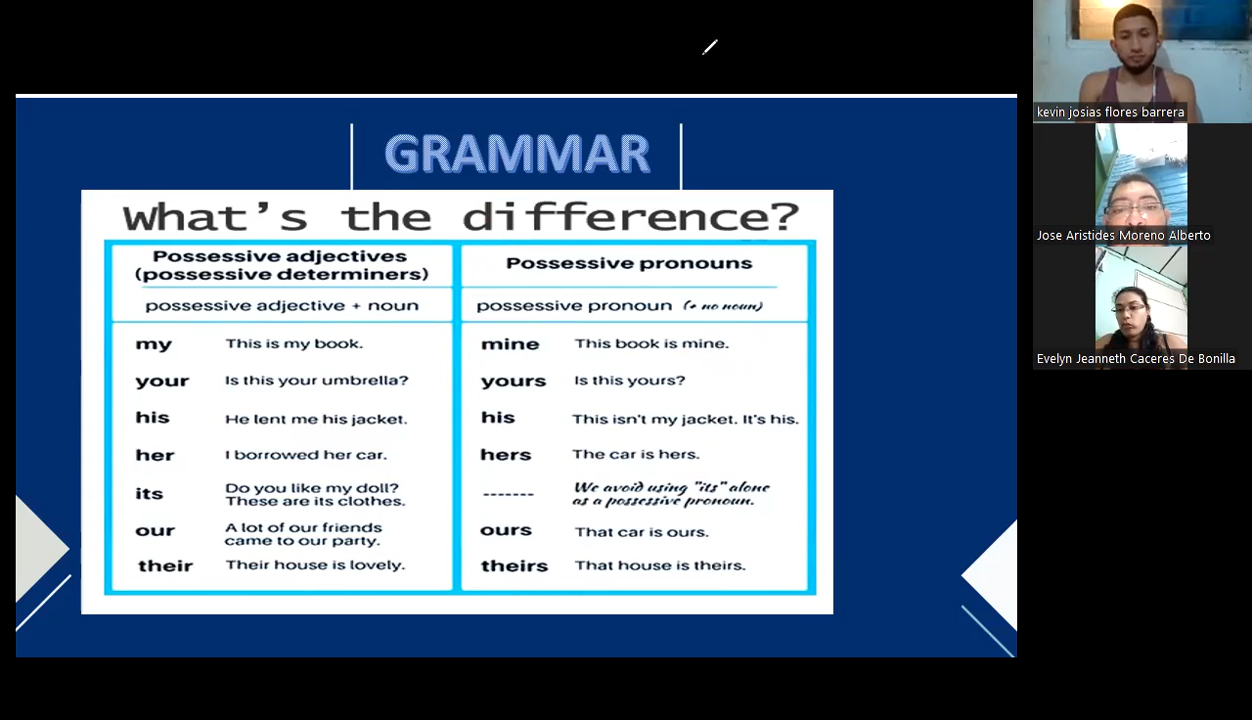 GRAMMAR
What's the difference?
Possessive adjectives
(possessive determiners)
Possessive pronouns
possessive adjective + noun
possessive pronoun (+ no noun)
my This is my book.
mine This book is mine.
your Is this your umbrella?
yours Is this yours?
his He lent me his jacket.
his This isn't my jacket. It's his.
her I borrowed her car.
hers The car is hers.
its Do you like my doll?
These are its clothes.
------- We avoid using "its" alone
as a possessive pronoun.
our A lot of our friends
came to our party.
ours That car is ours.
their Their house is lovely.
theirs That house is theirs.
kevin josias flores barrera
Jose Aristides Moreno Alberto
Evelyn Jeanneth Caceres De Bonilla